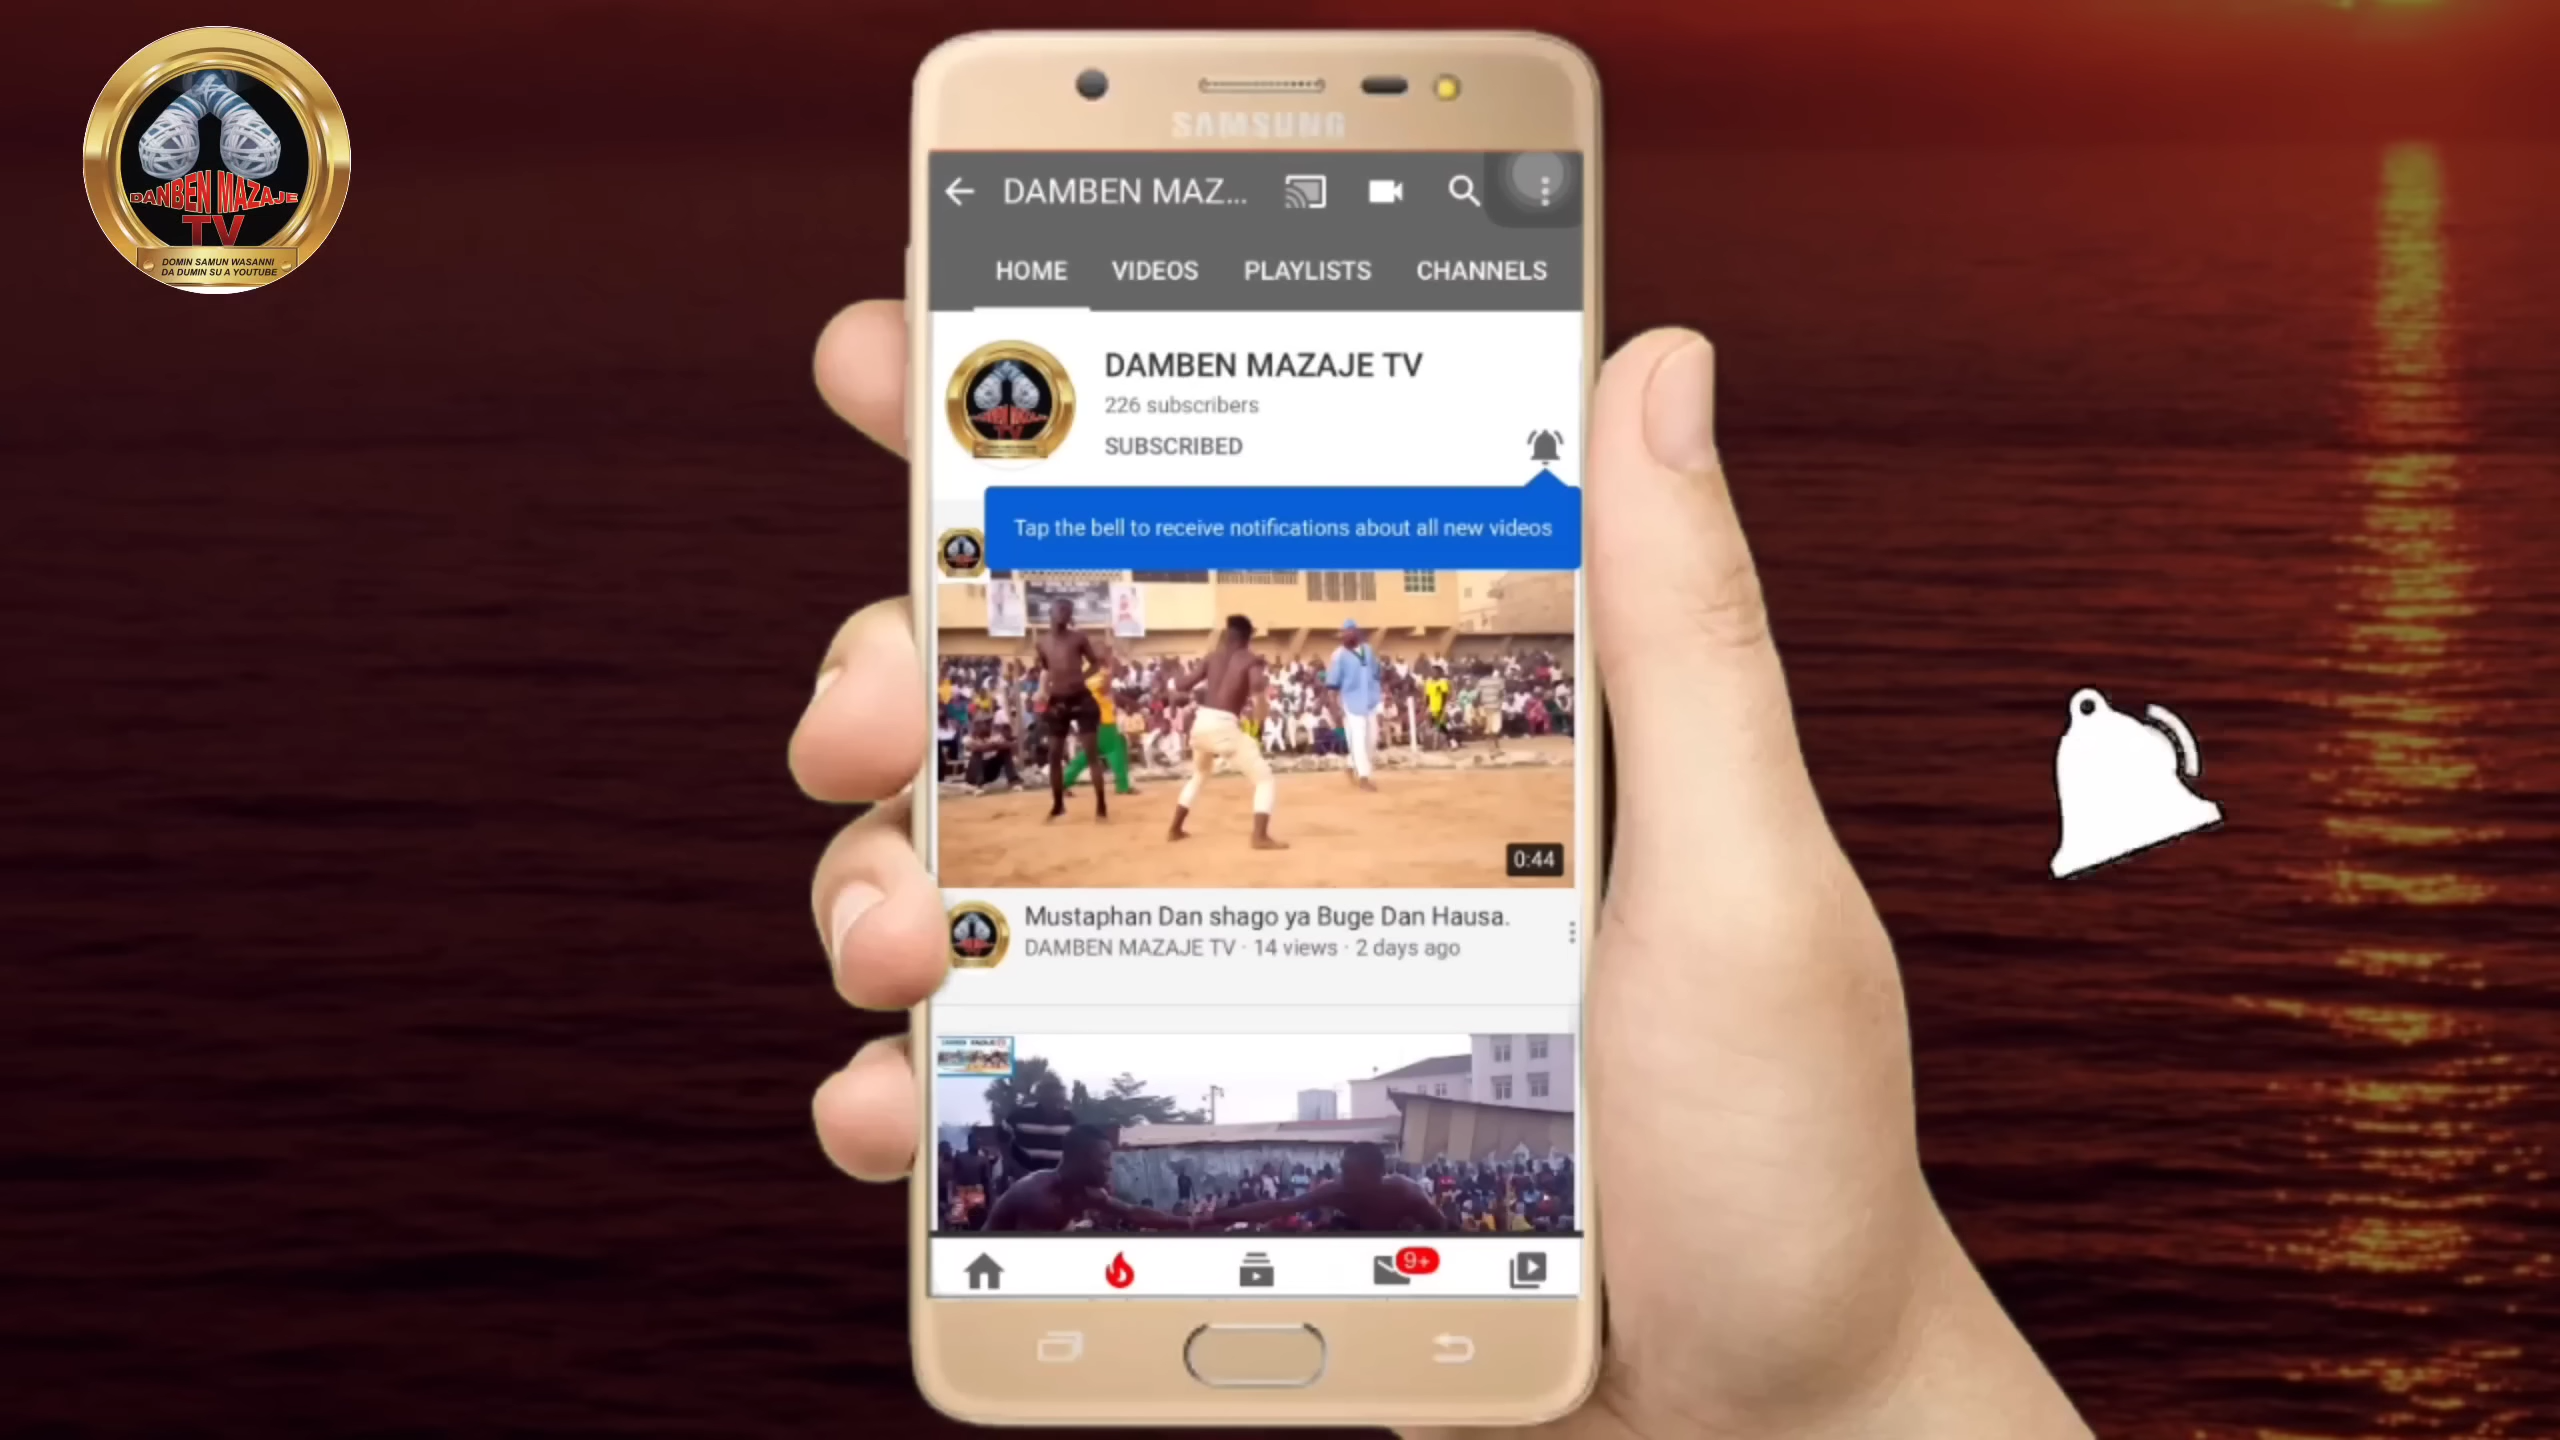 DANBEN MAZAJE
TV
DOMIN SAMUN WASANNI
DA DUMIN SU A YOUTUBE
SAMSUNG
DAMBEN MAZ...
HOME VIDEOS PLAYLISTS CHANNELS
DAMBEN MAZAJE TV
226 subscribers
SUBSCRIBED
Tap the bell to receive notifications about all new videos
0:44
Mustaphan Dan shago ya Buge Dan Hausa.
DAMBEN MAZAJE TV · 14 views · 2 days ago
9+